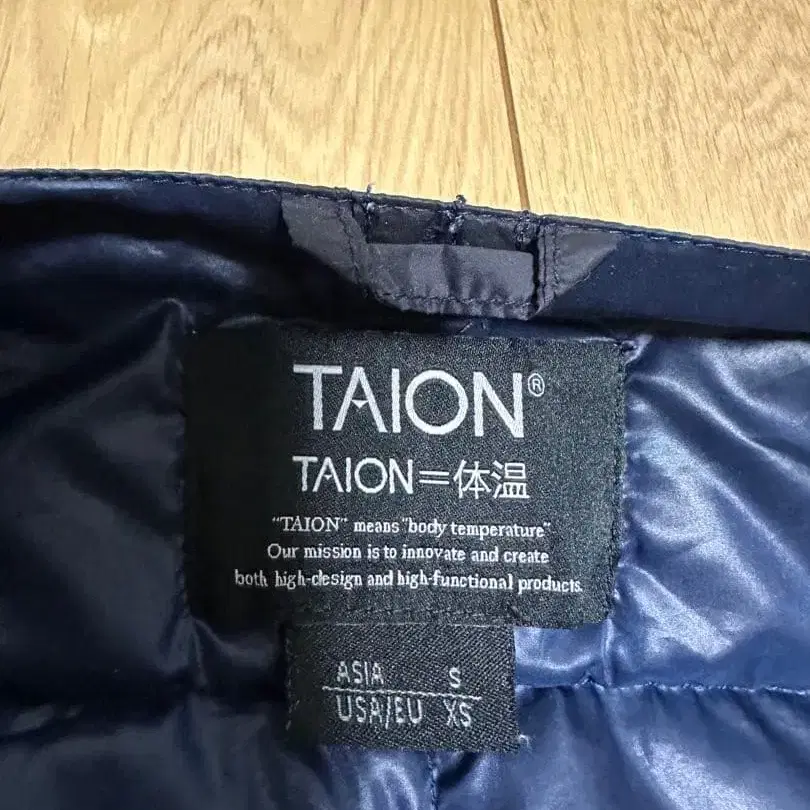 TAION®
TAION=体温
"TAION" means "body temperature"
Our mission is to innovate and create
both high-design and high-functional products.
ASIA S
USA/EU XS